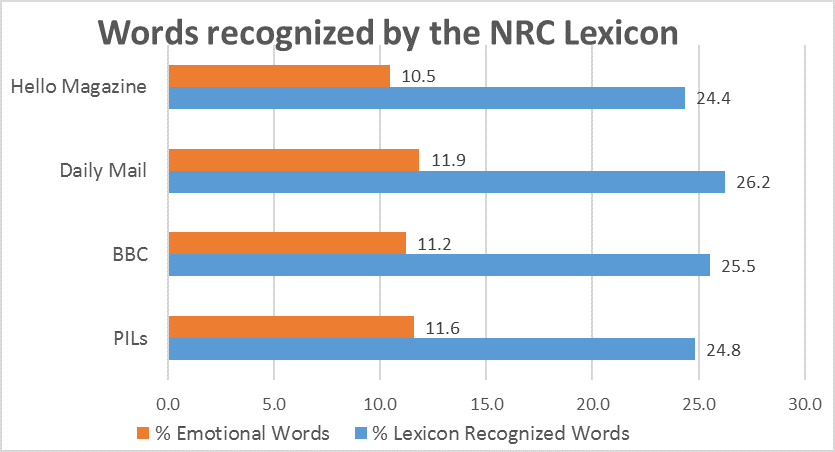 Words recognized by the NRC Lexicon
Hello Magazine
10.5
24.4
Daily Mail
11.9
26.2
BBC
11.2
25.5
PILs
11.6
24.8
0.0 5.0 10.0 15.0 20.0 25.0 30.0
% Emotional Words % Lexicon Recognized Words